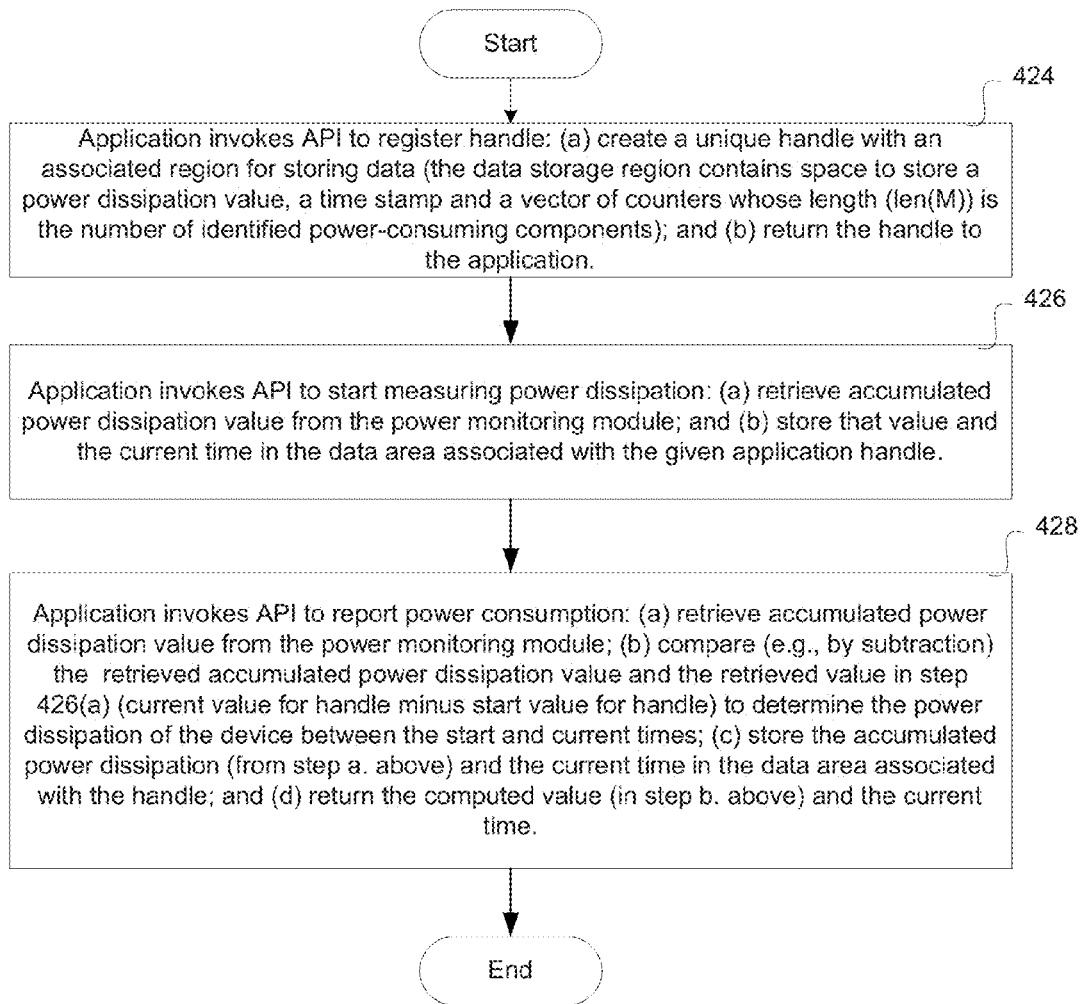 Start
424
Application invokes API to register handle: (a) create a unique handle with an
associated region for storing data (the data storage region contains space to store a
power dissipation value, a time stamp and a vector of counters whose length (len(M)) is
the number of identified power-consuming components); and (b) return the handle to
the application.
426
Application invokes API to start measuring power dissipation: (a) retrieve accumulated
power dissipation value from the power monitoring module; and (b) store that value and
the current time in the data area associated with the given application handle.
428
Application invokes API to report power consumption: (a) retrieve accumulated power
dissipation value from the power monitoring module; (b) compare (e.g., by subtraction)
the retrieved accumulated power dissipation value and the retrieved value in step
426(a) (current value for handle minus start value for handle) to determine the power
dissipation of the device between the start and current times; (c) store the accumulated
power dissipation (from step a. above) and the current time in the data area associated
with the handle; and (d) return the computed value (in step b. above) and the current
time.
End